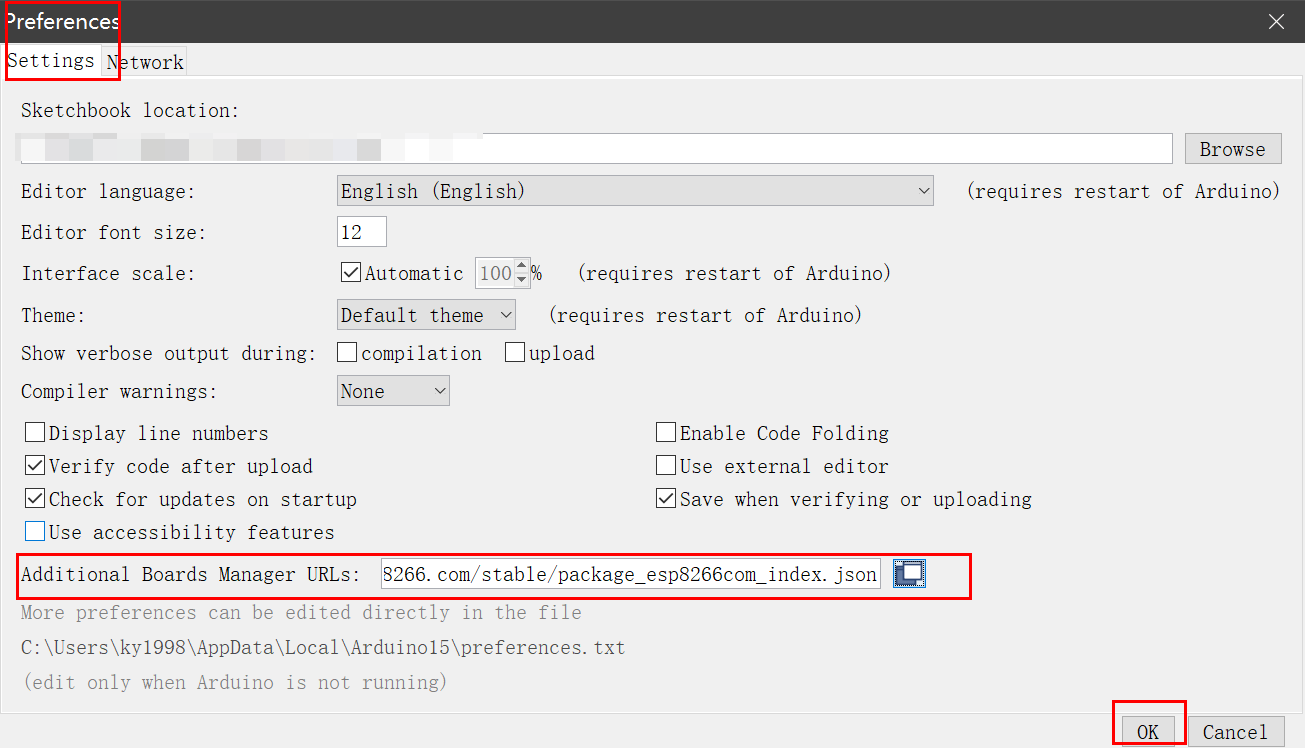 Preferences
Settings Network
Sketchbook location:
Browse
Editor language: English (English) (requires restart of Arduino)
Editor font size: 12
Interface scale: Automatic 100 % (requires restart of Arduino)
Theme: Default theme (requires restart of Arduino)
Show verbose output during: compilation upload
Compiler warnings: None
Display line numbers Enable Code Folding
Verify code after upload Use external editor
Check for updates on startup Save when verifying or uploading
Use accessibility features
Additional Boards Manager URLs: 8266.com/stable/package_esp8266com_index.json
More preferences can be edited directly in the file
C:\Users\ky1998\AppData\Local\Arduino15\preferences.txt
(edit only when Arduino is not running)
OK Cancel